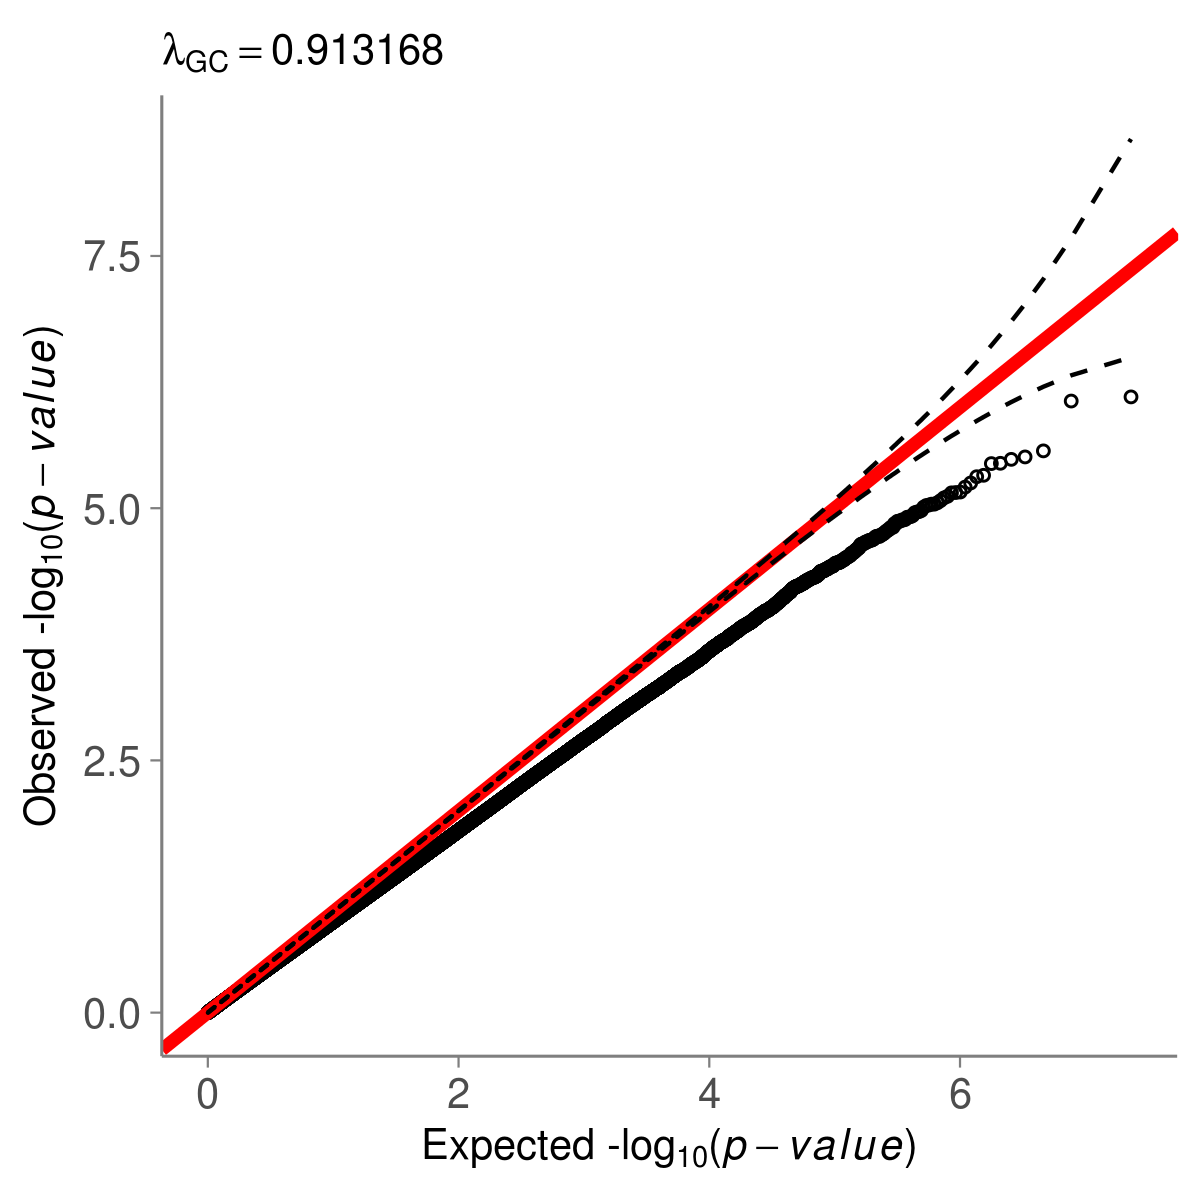 λGC = 0.913168
7.5
5.0
2.5
0.0
Observed -log10(p − value)
0 2 4 6
Expected -log10(p − value)